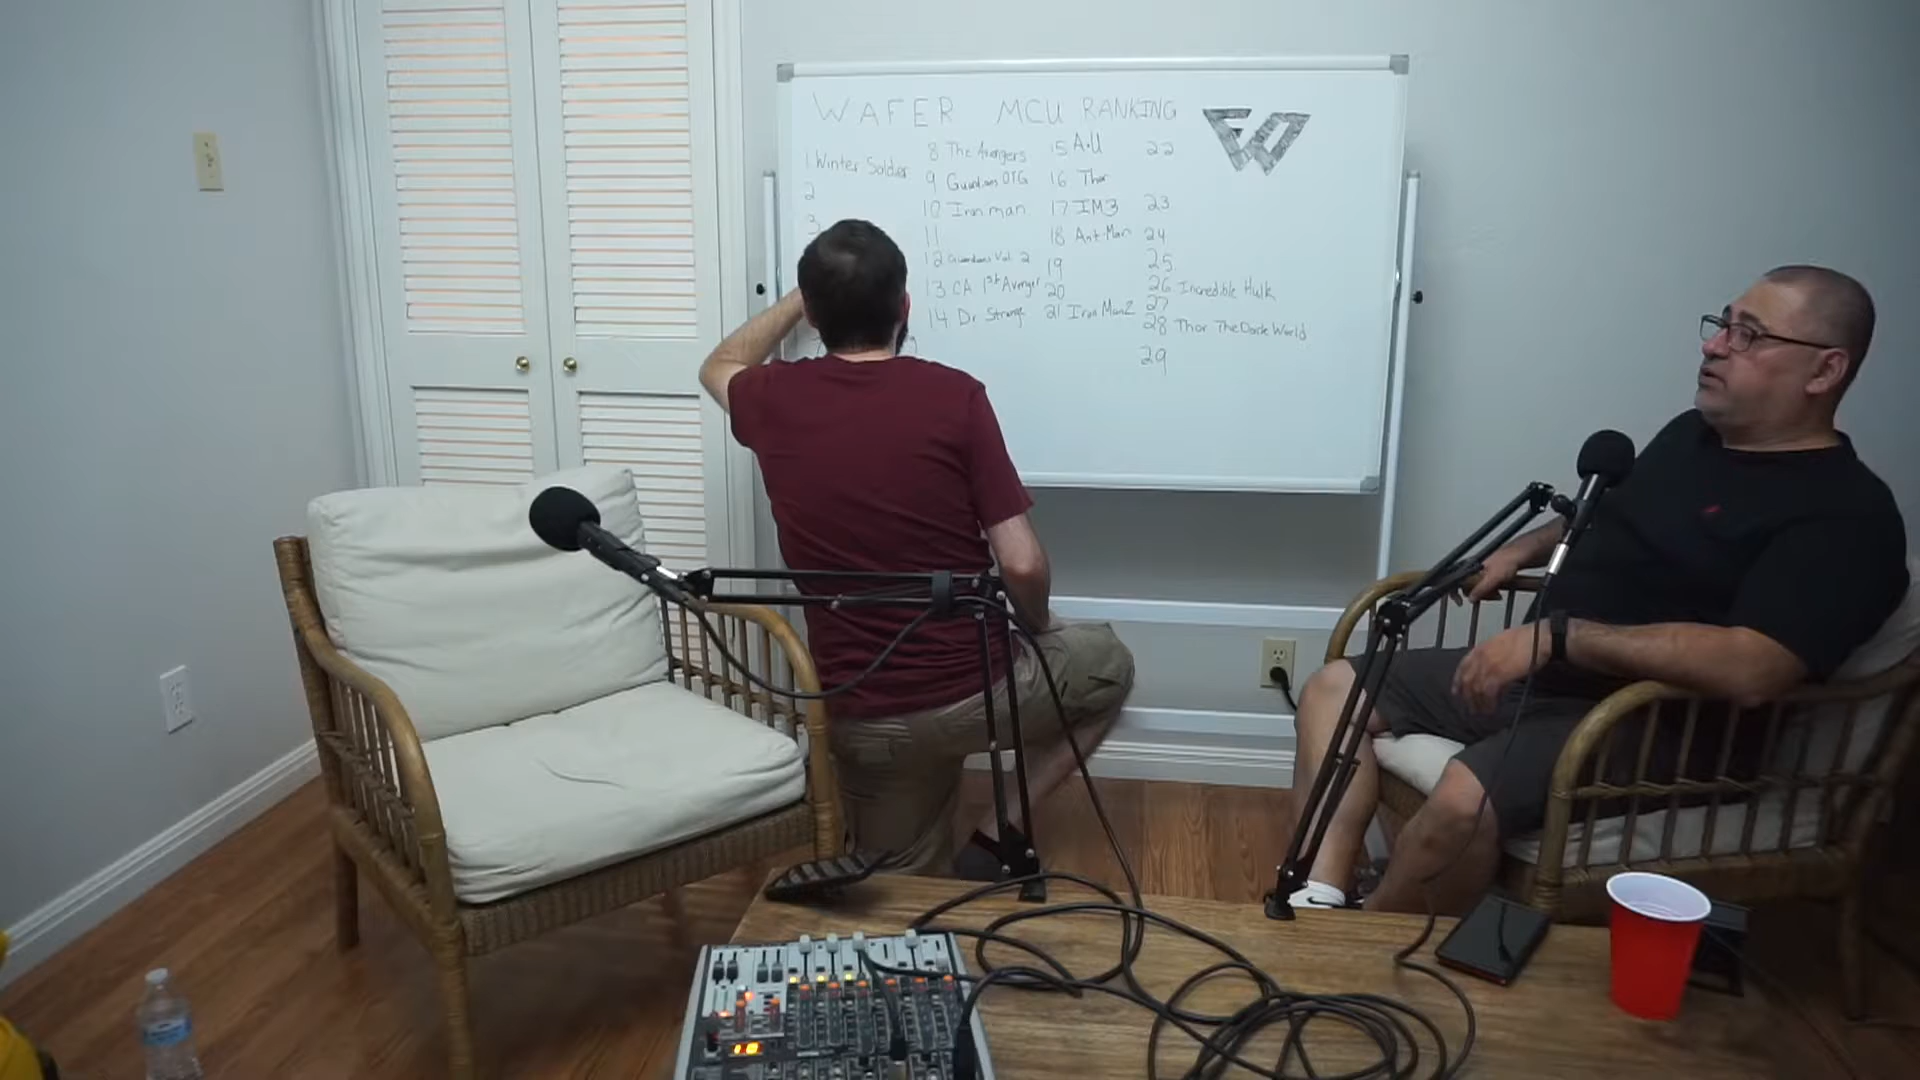 WAFER MCU RANKING
1 Winter Soldier
2
3
7
8 The Avengers
9 Guardians OTG
10 Iron man
11
12 Guardians Vol. 2
13 CA 1st Avenger
14 Dr Strange
15 A.U
16 Thor
17 IM3
18 Ant-Man
19
20
21 Iron Man 2
22
23
24
25
26 Incredible Hulk
27
28 Thor The Dark World
29
10